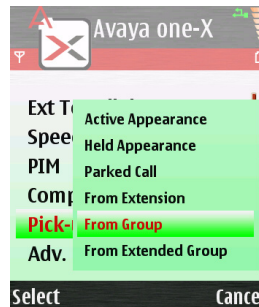 Avaya one-X
Ext T
Spee
PIM
Comp
Pick-
Adv.
Active Appearance
Held Appearance
Parked Call
From Extension
From Group
From Extended Group
Select
Cance